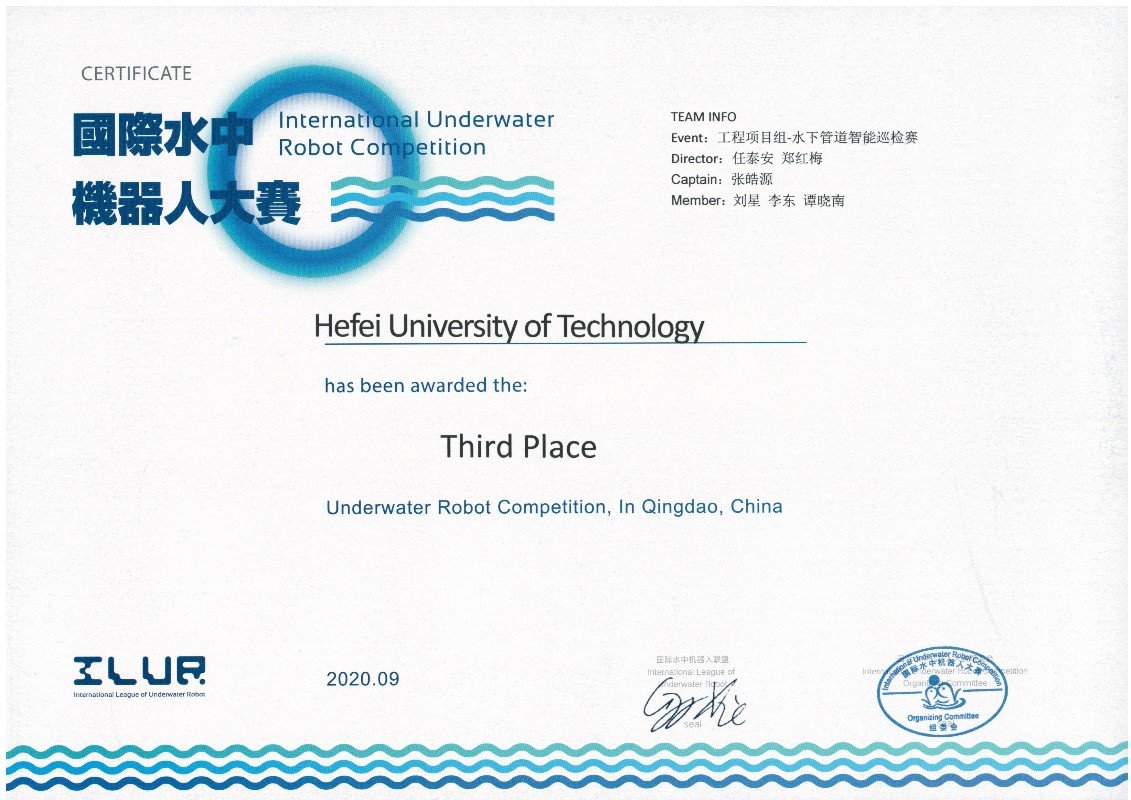 CERTIFICATE
國際水中
機器人大賽
International Underwater
Robot Competition
TEAM INFO
Event: 工程项目组-水下管道智能巡检赛
Director: 任泰安 郑红梅
Captain: 张皓源
Member: 刘星 李东 谭晓南
Hefei University of Technology
has been awarded the:
Third Place
Underwater Robot Competition, In Qingdao, China
ILUR
International League of Underwater Robot
2020.09
国际水中机器人联盟
International League of
Underwater Robot
seal
International Underwater Robot Competition
国际水中机器人大赛
Organizing Committee
组委会